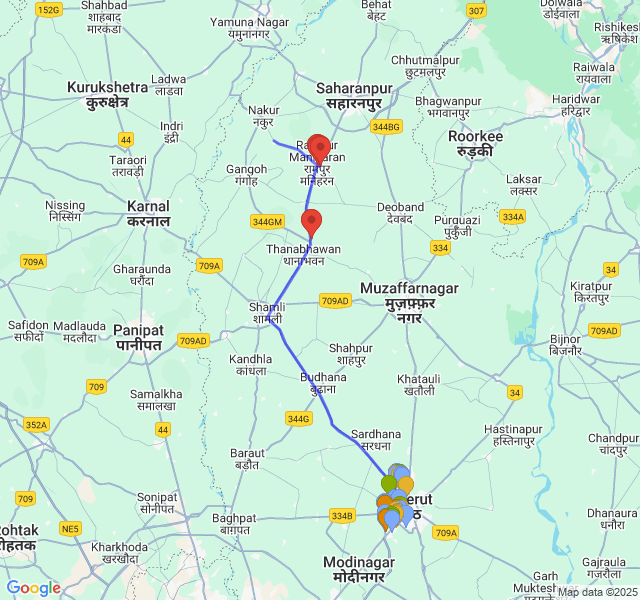 152G
Shahbad
शाहबाद
मारकंडा
Yamuna Nagar
यमुनानगर
Behat
बेहट
307
Doiwala
डोईवाला
Rishikesh
ऋषिकेश
Chhutmalpur
छुटमलपुर
Raiwala
रायवाला
Ladwa
लाडवा
Kurukshetra
कुरुक्षेत्र
Saharanpur
सहारनपुर
Bhagwanpur
भगवानपुर
Haridwar
हरिद्वार
Nakur
नकुर
Indri
इंद्री
344BG
Roorkee
रुड़की
44
Taraori
तरावड़ी
रामपुर
मनिहारन
Gangoh
गंगोह
Laksar
लक्सर
Nissing
निस्सिंग
Karnal
करनाल
344GM
Deoband
देवबंद
Purquazi
334A
Thanabhawan
थानाभवन
334
709A
Gharaunda
घरौंदा
709A
34
Muzaffarnagar
मुज़फ़्फ़र
नगर
Kiratpur
किरतपुर
Shamli
शामली
709AD
Safidon
सफीदों
Madlauda
मदलौदा
Panipat
पानीपत
709AD
709AD
Bijnor
बिजनौर
Shahpur
शाहपुर
Kandhla
कांधला
Budhana
बुढ़ाना
Khatauli
खतौली
709
34
Samalkha
समालखा
344G
Hastinapur
हस्तिनापुर
352A
44
Sardhana
सरधना
Chandpur
चांदपुर
Baraut
बड़ौत
709
Sonipat
सोनीपत
Baghpat
बागपत
334B
709A
Dhanaura
धनौरा
NE5
Kharkhoda
खरखौदा
Modinagar
मोदीनगर
Gajraula
गजरौला
Garh
Google
Map data ©2025